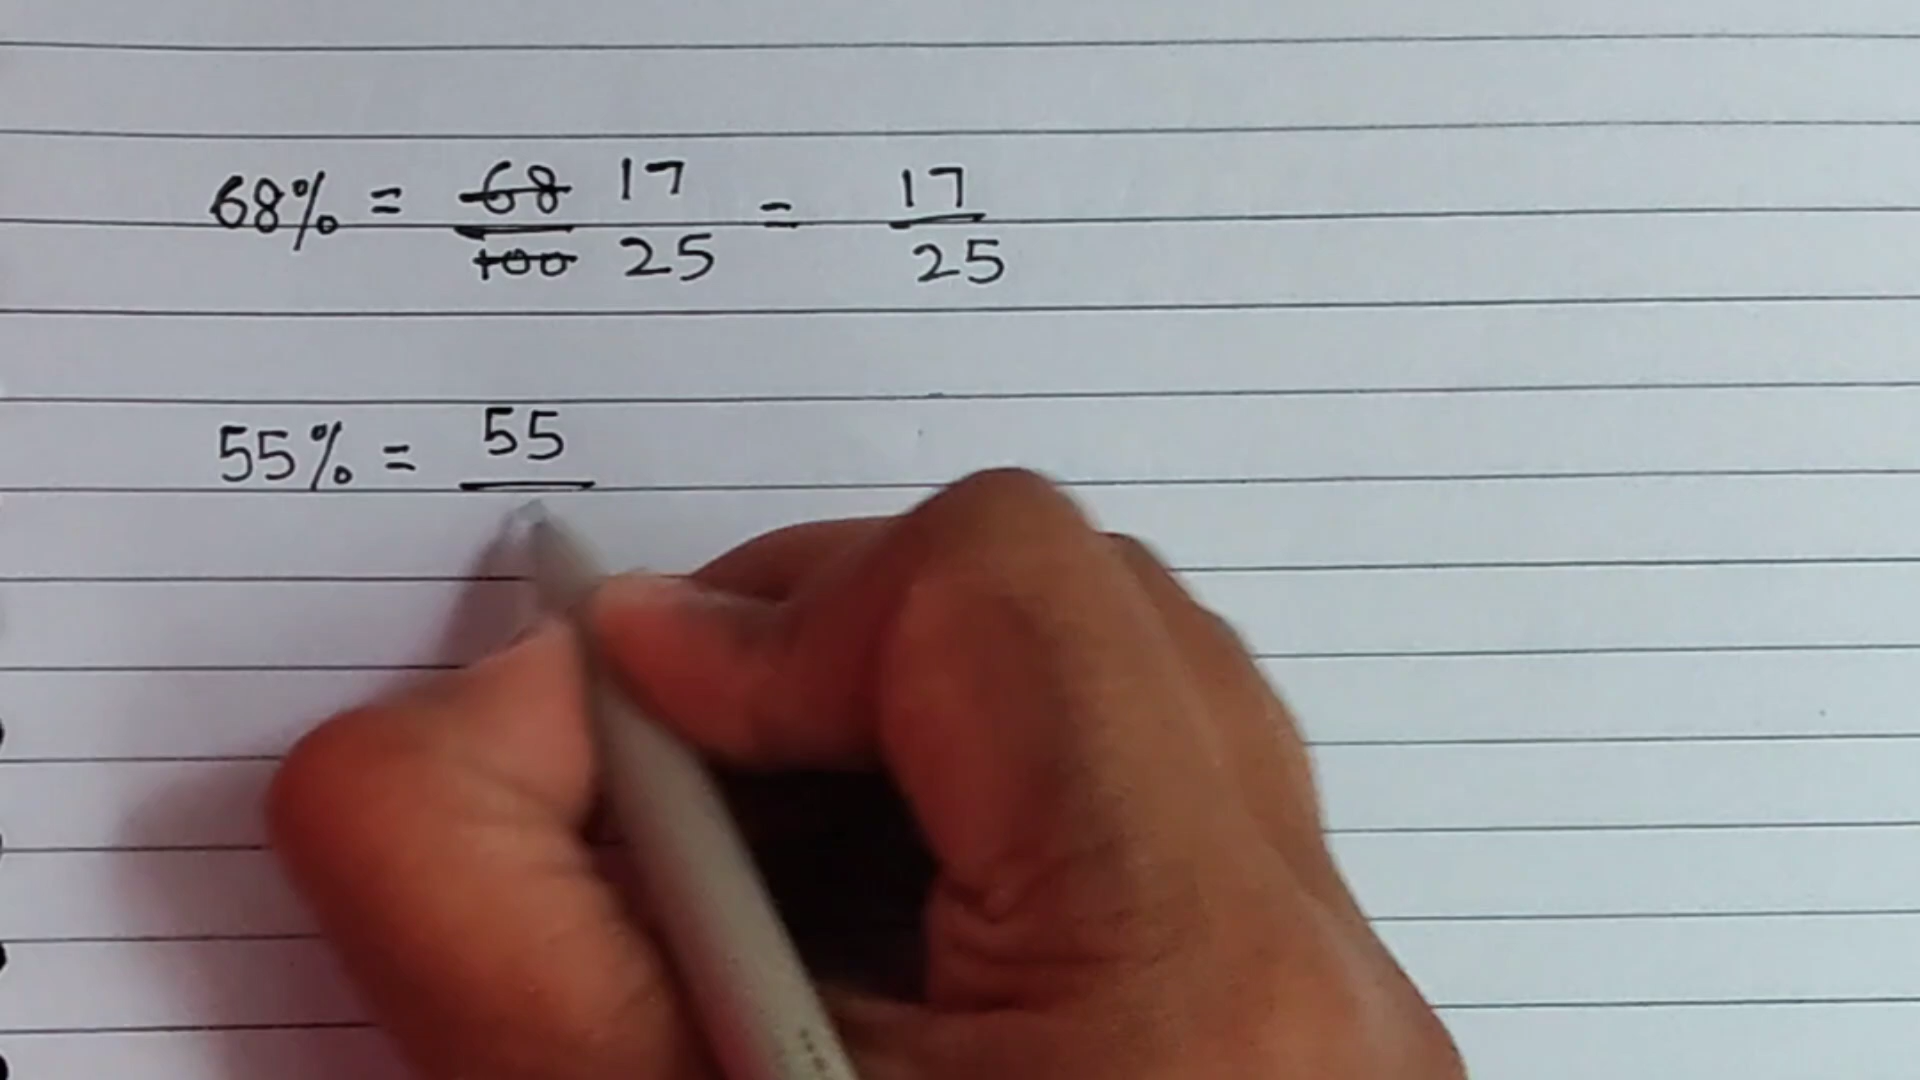 68% = 68/100 17/25 = 17/25
55% = 55